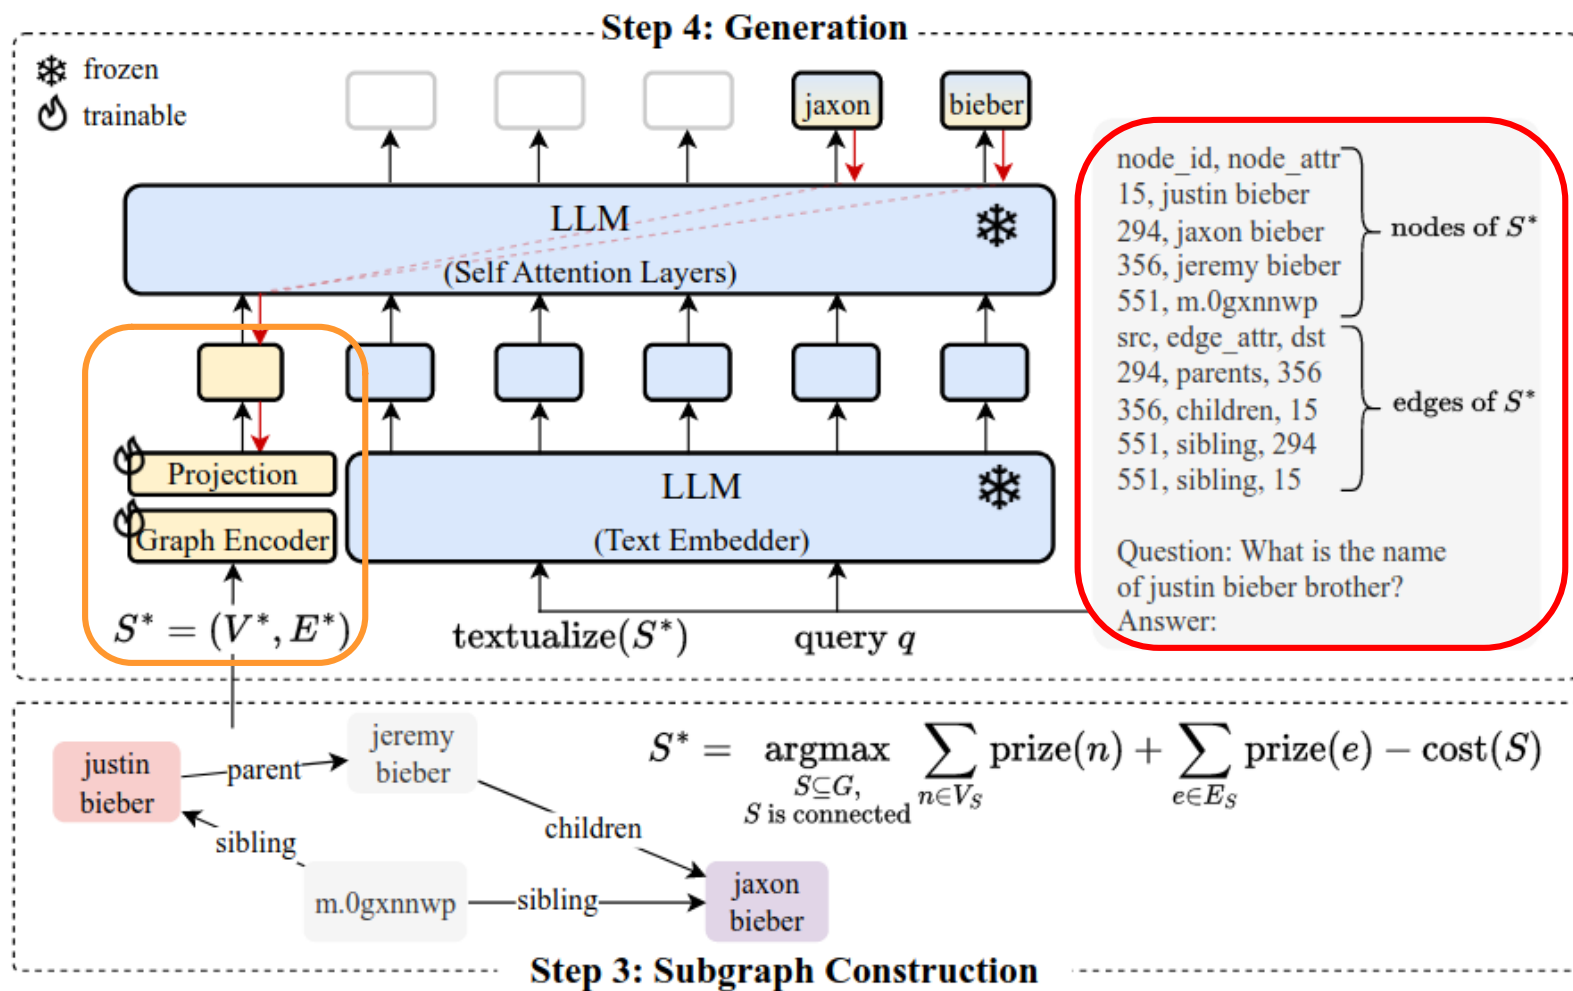 Step 4: Generation
frozen
trainable
jaxon
bieber
LLM
(Self Attention Layers)
Projection
Graph Encoder
LLM
(Text Embedder)
S* = (V*, E*)
textualize(S*)
query q
node_id, node_attr
15, justin bieber
294, jaxon bieber
356, jeremy bieber
551, m.0gxnnwp
nodes of S*
src, edge_attr, dst
294, parents, 356
356, children, 15
551, sibling, 294
551, sibling, 15
edges of S*
Question: What is the name
of justin bieber brother?
Answer:
justin
bieber
parent
jeremy
bieber
sibling
children
m.0gxnnwp
sibling
jaxon
bieber
S* = argmax ∑ prize(n) + ∑ prize(e) − cost(S)
S⊆G,
S is connected
n∈V_S
e∈E_S
Step 3: Subgraph Construction